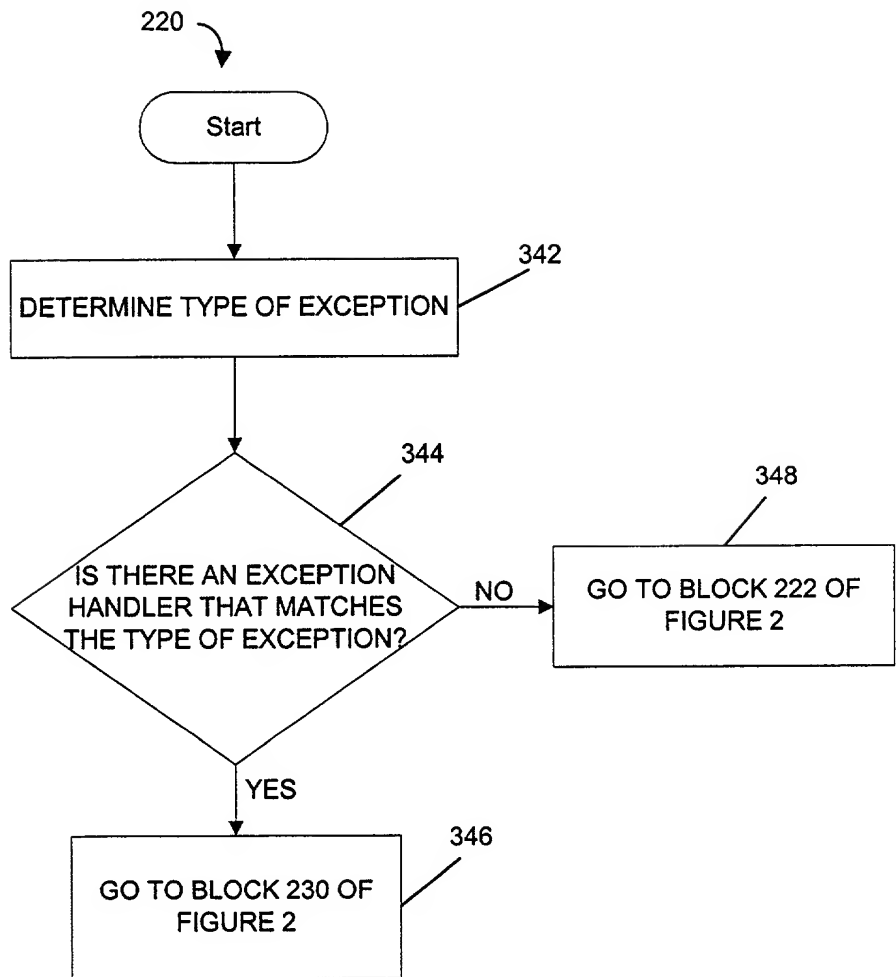 220
Start
342
DETERMINE TYPE OF EXCEPTION
344
348
IS THERE AN EXCEPTION
HANDLER THAT MATCHES
THE TYPE OF EXCEPTION?
NO
GO TO BLOCK 222 OF
FIGURE 2
YES
346
GO TO BLOCK 230 OF
FIGURE 2